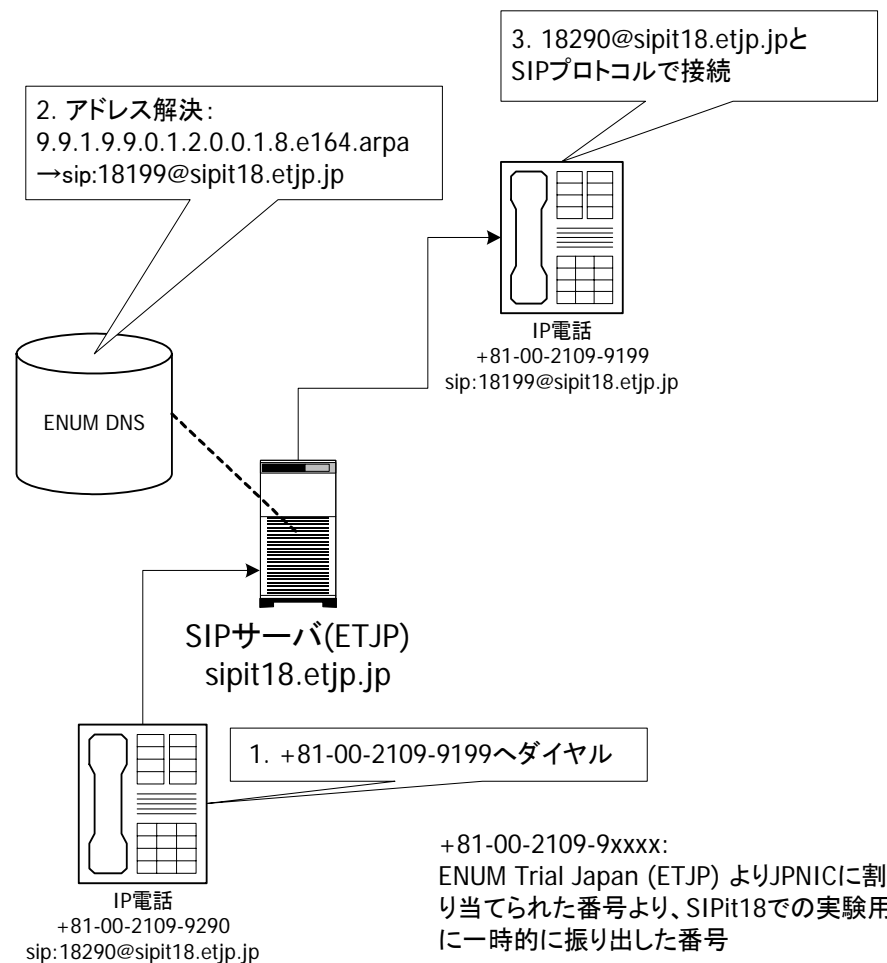 3. 18290@sipit18.etjp.jpと
SIPプロトコルで接続
2. アドレス解決：
9.9.1.9.9.0.1.2.0.0.1.8.e164.arpa
→sip:18199@sipit18.etjp.jp
IP電話
+81-00-2109-9199
sip:18199@sipit18.etjp.jp
ENUM DNS
SIPサーバ(ETJP)
sipit18.etjp.jp
1. +81-00-2109-9199へダイヤル
IP電話
+81-00-2109-9290
sip:18290@sipit18.etjp.jp
+81-00-2109-9xxxx:
ENUM Trial Japan (ETJP) よりJPNICに割
り当てられた番号より、SIPit18での実験用
に一時的に振り出した番号